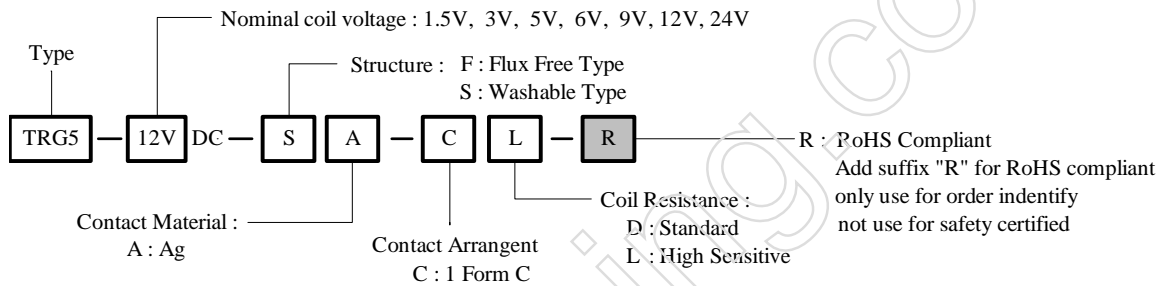 Nominal coil voltage : 1.5V, 3V, 5V, 6V, 9V, 12V, 24V
Type
Structure : F : Flux Free Type
S : Washable Type
TRG5 — 12V DC — S A — C L — R
R : RoHS Compliant
Add suffix "R" for RoHS compliant
only use for order indentify
not use for safety certified
Contact Material :
A : Ag
Contact Arrangent
C : 1 Form C
Coil Resistance :
D : Standard
L : High Sensitive
ing.co